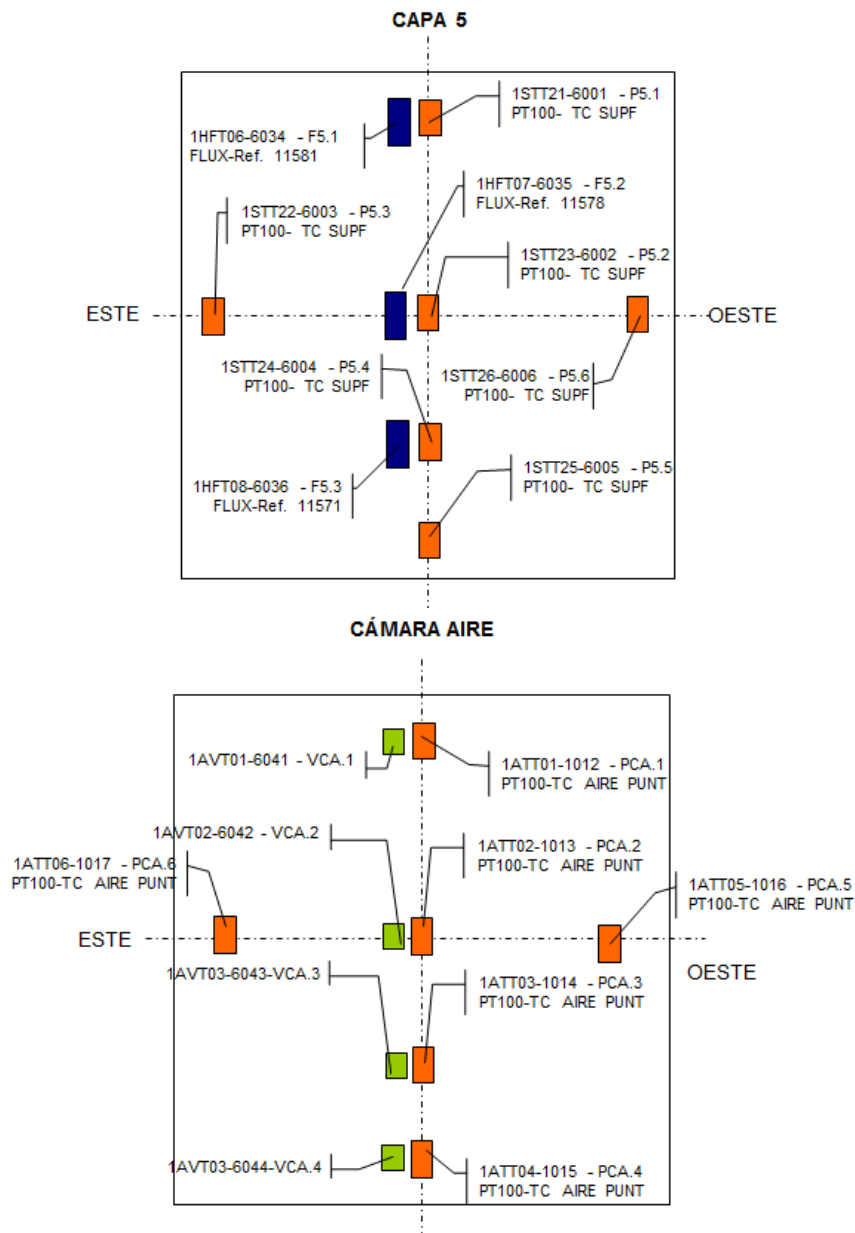 CAPA 5
1STT21-6001 - P5.1
PT100- TC SUPF
1HFT06-6034 - F5.1
FLUX-Ref. 11581
1HFT07-6035 - F5.2
FLUX-Ref. 11578
1STT22-6003 - P5.3
PT100- TC SUPF
1STT23-6002 - P5.2
PT100- TC SUPF
ESTE
OESTE
1STT24-6004 - P5.4
PT100- TC SUPF
1STT26-6006 - P5.6
PT100- TC SUPF
1HFT08-6036 - F5.3
FLUX-Ref. 11571
1STT25-6005 - P5.5
PT100- TC SUPF
CÁMARA AIRE
1AVT01-6041 - VCA.1
1ATT01-1012 - PCA.1
PT100-TC AIRE PUNT
1AVT02-6042 - VCA.2
1ATT02-1013 - PCA.2
PT100-TC AIRE PUNT
1ATT06-1017 - PCA.6
PT100-TC AIRE PUNT
1ATT05-1016 - PCA.5
PT100-TC AIRE PUNT
ESTE
OESTE
1AVT03-6043-VCA.3
1ATT03-1014 - PCA.3
PT100-TC AIRE PUNT
1AVT03-6044-VCA.4
1ATT04-1015 - PCA.4
PT100-TC AIRE PUNT